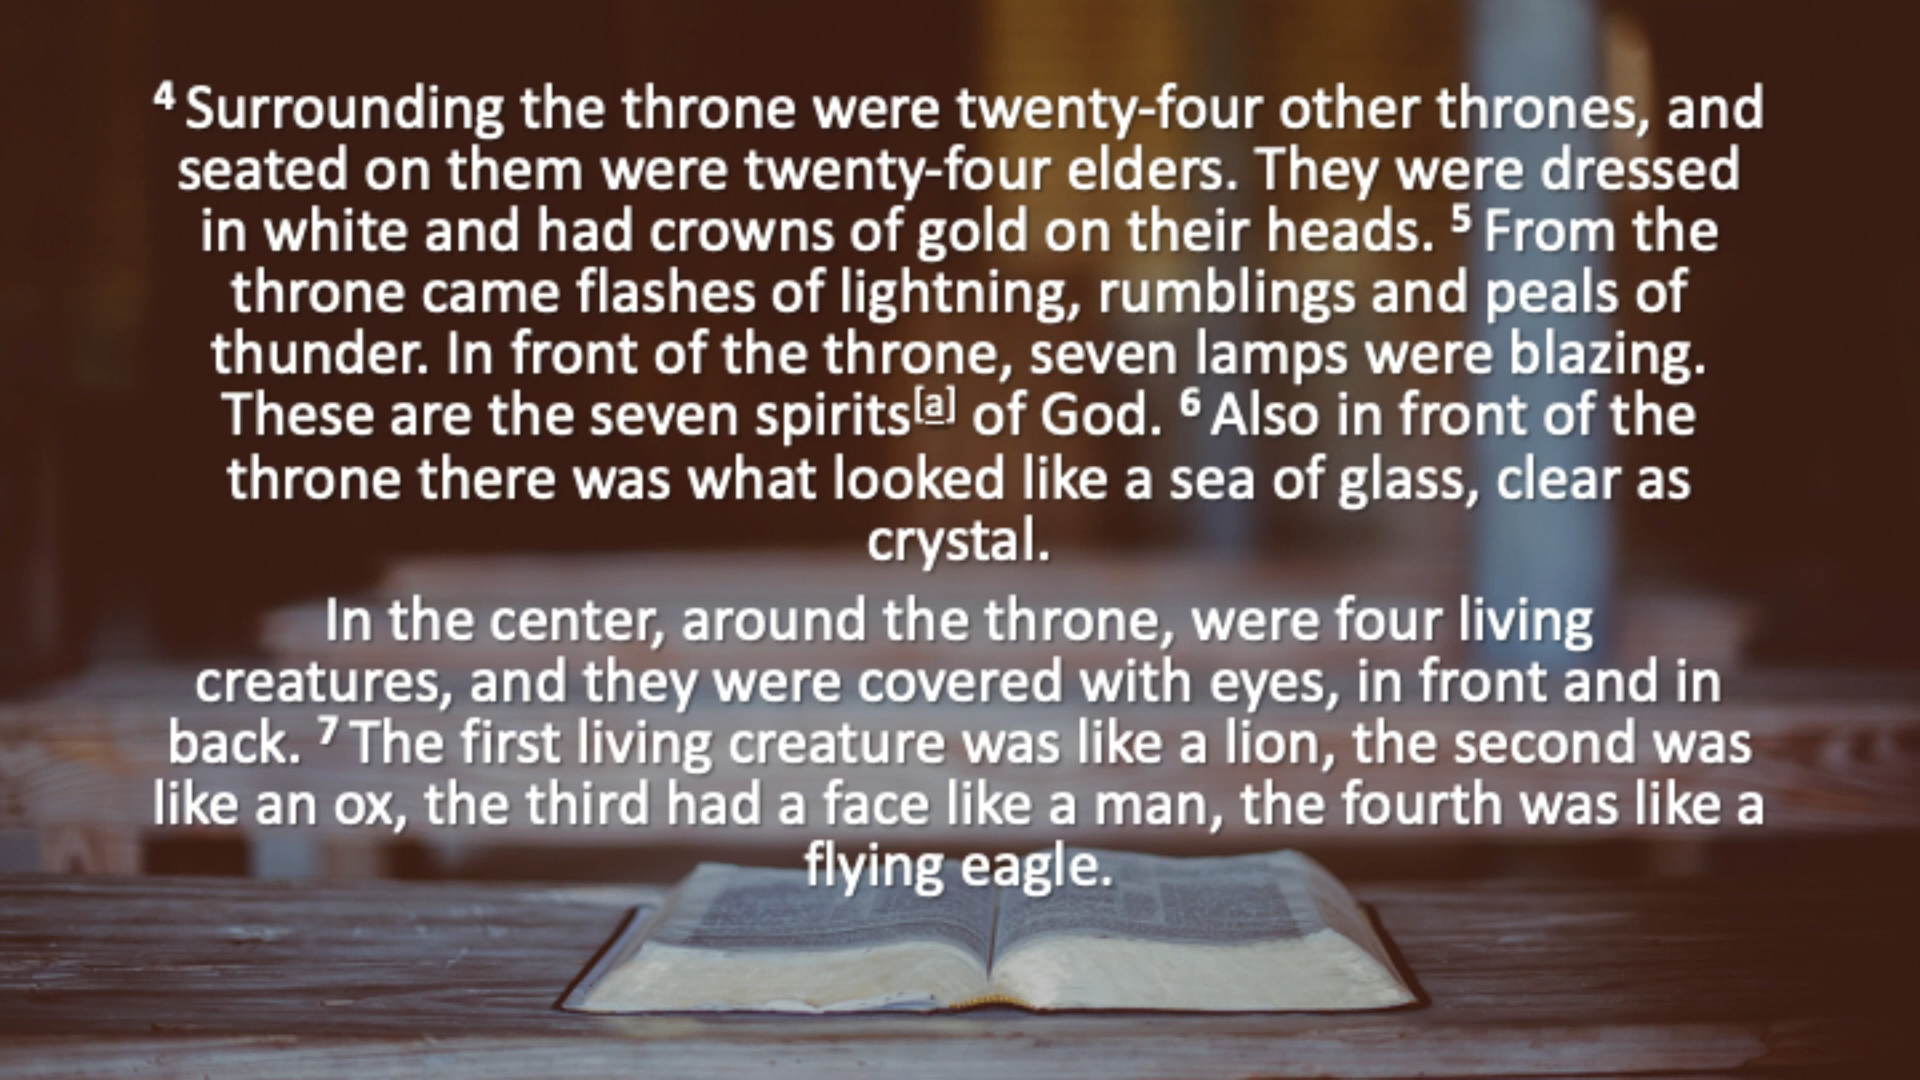 4 Surrounding the throne were twenty-four other thrones, and
seated on them were twenty-four elders. They were dressed
in white and had crowns of gold on their heads. 5 From the
throne came flashes of lightning, rumblings and peals of
thunder. In front of the throne, seven lamps were blazing.
These are the seven spirits[a] of God. 6 Also in front of the
throne there was what looked like a sea of glass, clear as
crystal.
In the center, around the throne, were four living
creatures, and they were covered with eyes, in front and in
back. 7 The first living creature was like a lion, the second was
like an ox, the third had a face like a man, the fourth was like a
flying eagle.